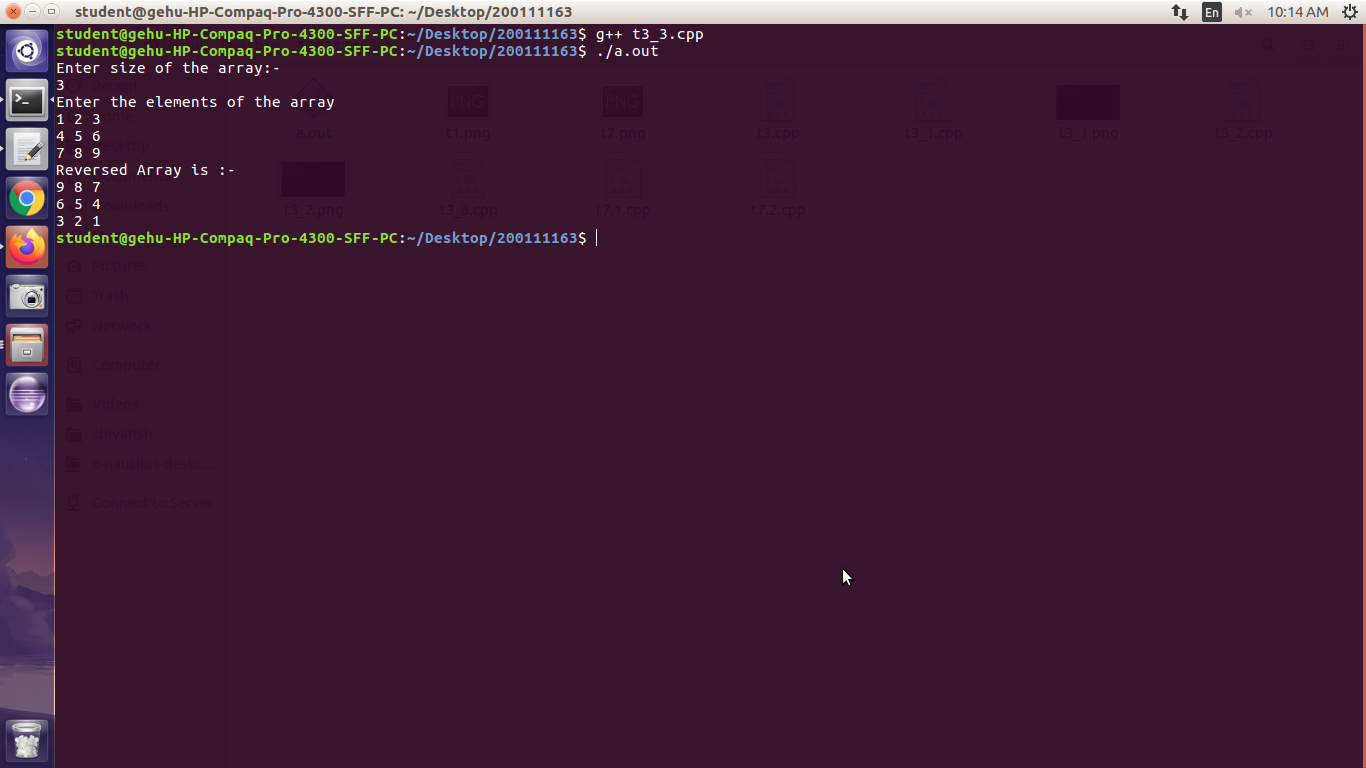 student@gehu-HP-Compaq-Pro-4300-SFF-PC: ~/Desktop/200111163
En
10:14 AM
student@gehu-HP-Compaq-Pro-4300-SFF-PC:~/Desktop/200111163$ g++ t3_3.cpp
student@gehu-HP-Compaq-Pro-4300-SFF-PC:~/Desktop/200111163$ ./a.out
Enter size of the array:-
3
Enter the elements of the array
1 2 3
4 5 6
7 8 9
Reversed Array is :-
9 8 7
6 5 4
3 2 1
student@gehu-HP-Compaq-Pro-4300-SFF-PC:~/Desktop/200111163$
PNG
PNG
a.out
t1.png
t2.png
t3.cpp
t3_1.cpp
t3_1.png
t3_2.cpp
t3_2.png
t3_3.cpp
t7.1.cpp
t7.2.cpp
Pictures
Trash
Network
Computer
Videos
shivansh
x-nautilus-deskt...
Connect to Server